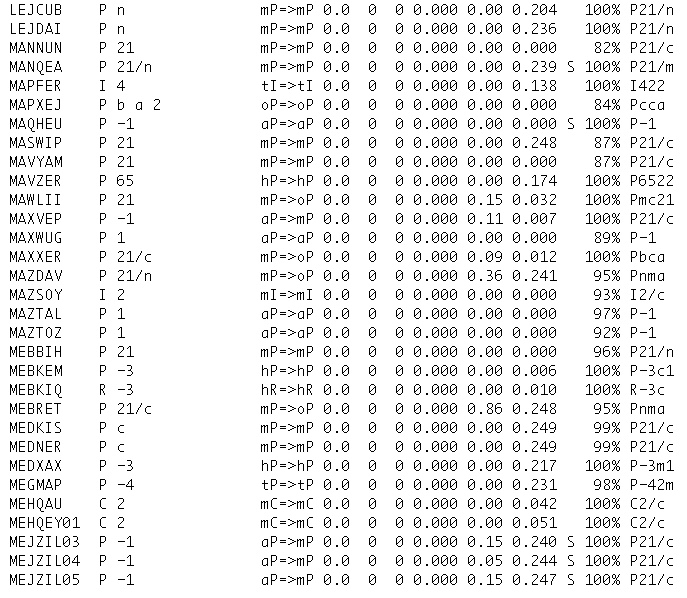 LEJCUB P n mP=>mP 0.0 0 0 0.000 0.00 0.204 100% P21/n
LEJDAI P n mP=>mP 0.0 0 0 0.000 0.00 0.236 100% P21/n
MANNUN P 21 mP=>mP 0.0 0 0 0.000 0.00 0.000 82% P21/c
MANQEA P 21/n mP=>mP 0.0 0 0 0.000 0.00 0.239 S 100% P21/m
MAPFER I 4 tI=>tI 0.0 0 0 0.000 0.00 0.138 100% I422
MAPXEJ P b a 2 oP=>oP 0.0 0 0 0.000 0.00 0.000 84% Pcca
MAQHEU P -1 aP=>aP 0.0 0 0 0.000 0.00 0.000 S 100% P-1
MASWIP P 21 mP=>mP 0.0 0 0 0.000 0.00 0.248 87% P21/c
MAVYAM P 21 mP=>mP 0.0 0 0 0.000 0.00 0.000 87% P21/c
MAVZER P 65 hP=>hP 0.0 0 0 0.000 0.00 0.174 100% P6522
MAWLII P 21 mP=>oP 0.0 0 0 0.000 0.15 0.032 100% Pmc21
MAXVEP P -1 aP=>mP 0.0 0 0 0.000 0.11 0.007 100% P21/c
MAXWUG P 1 aP=>aP 0.0 0 0 0.000 0.00 0.000 89% P-1
MAXXER P 21/c mP=>oP 0.0 0 0 0.000 0.09 0.012 100% Pbca
MAZDAV P 21/n mP=>oP 0.0 0 0 0.000 0.36 0.241 95% Pnma
MAZSOY I 2 mI=>mI 0.0 0 0 0.000 0.00 0.000 93% I2/c
MAZTAL P 1 aP=>aP 0.0 0 0 0.000 0.00 0.000 97% P-1
MAZTOZ P 1 aP=>aP 0.0 0 0 0.000 0.00 0.000 92% P-1
MEBBIH P 21 mP=>mP 0.0 0 0 0.000 0.00 0.000 96% P21/n
MEBKEM P -3 hP=>hP 0.0 0 0 0.000 0.00 0.006 100% P-3c1
MEBKIQ R -3 hR=>hR 0.0 0 0 0.000 0.00 0.010 100% R-3c
MEBRET P 21/c mP=>oP 0.0 0 0 0.000 0.86 0.248 95% Pnma
MEDKIS P c mP=>mP 0.0 0 0 0.000 0.00 0.249 99% P21/c
MEDNER P c mP=>mP 0.0 0 0 0.000 0.00 0.249 99% P21/c
MEDXAX P -3 hP=>hP 0.0 0 0 0.000 0.00 0.217 100% P-3m1
MEGMAP P -4 tP=>tP 0.0 0 0 0.000 0.00 0.231 98% P-42m
MEHQAU C 2 mC=>mC 0.0 0 0 0.000 0.00 0.042 100% C2/c
MEHQEY01 C 2 mC=>mC 0.0 0 0 0.000 0.00 0.051 100% C2/c
MEJZIL03 P -1 aP=>mP 0.0 0 0 0.000 0.15 0.240 S 100% P21/c
MEJZIL04 P -1 aP=>mP 0.0 0 0 0.000 0.05 0.244 S 100% P21/c
MEJZIL05 P -1 aP=>mP 0.0 0 0 0.000 0.15 0.247 S 100% P21/c